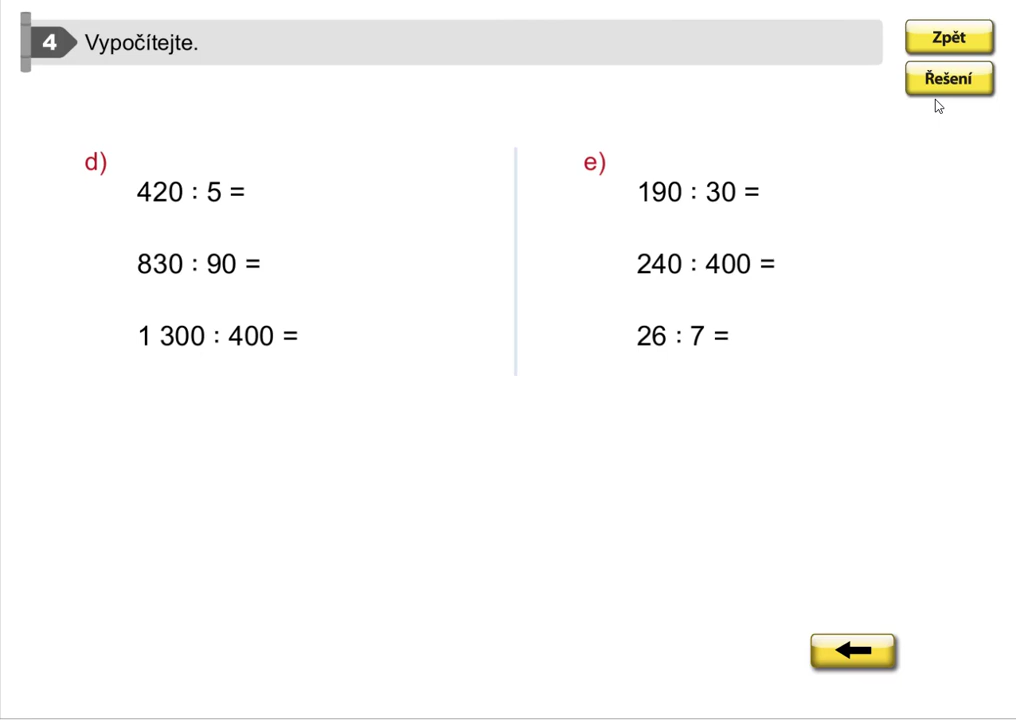 4 Vypočítejte.
Zpět
Řešení
d)
420 : 5 =
830 : 90 =
1 300 : 400 =
e)
190 : 30 =
240 : 400 =
26 : 7 =